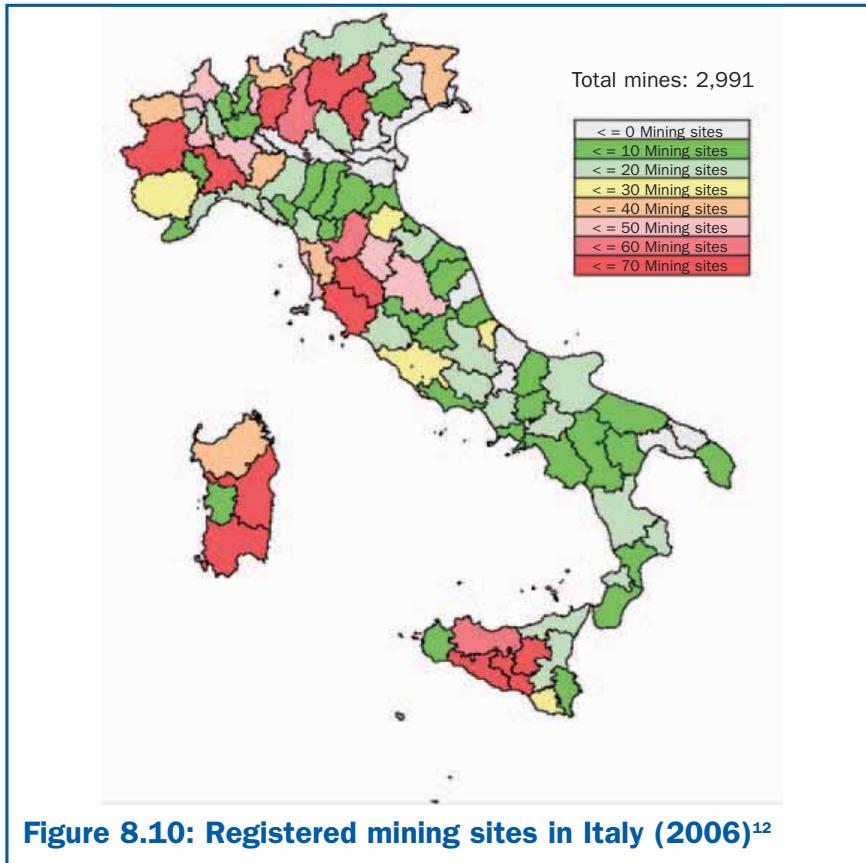 Total mines: 2,991
< = 0 Mining sites
< = 10 Mining sites
< = 20 Mining sites
< = 30 Mining sites
< = 40 Mining sites
< = 50 Mining sites
< = 60 Mining sites
< = 70 Mining sites
Figure 8.10: Registered mining sites in Italy (2006)¹²